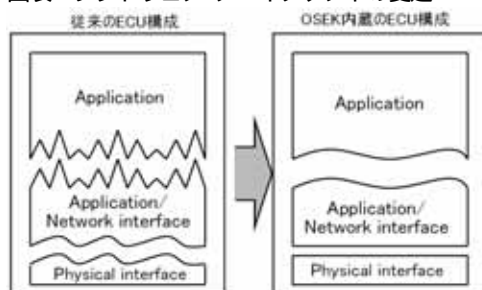 従来のECU構成
OSEK内蔵のECU構成
Application
Application/
Network interface
Physical interface
Application
Application/
Network interface
Physical interface